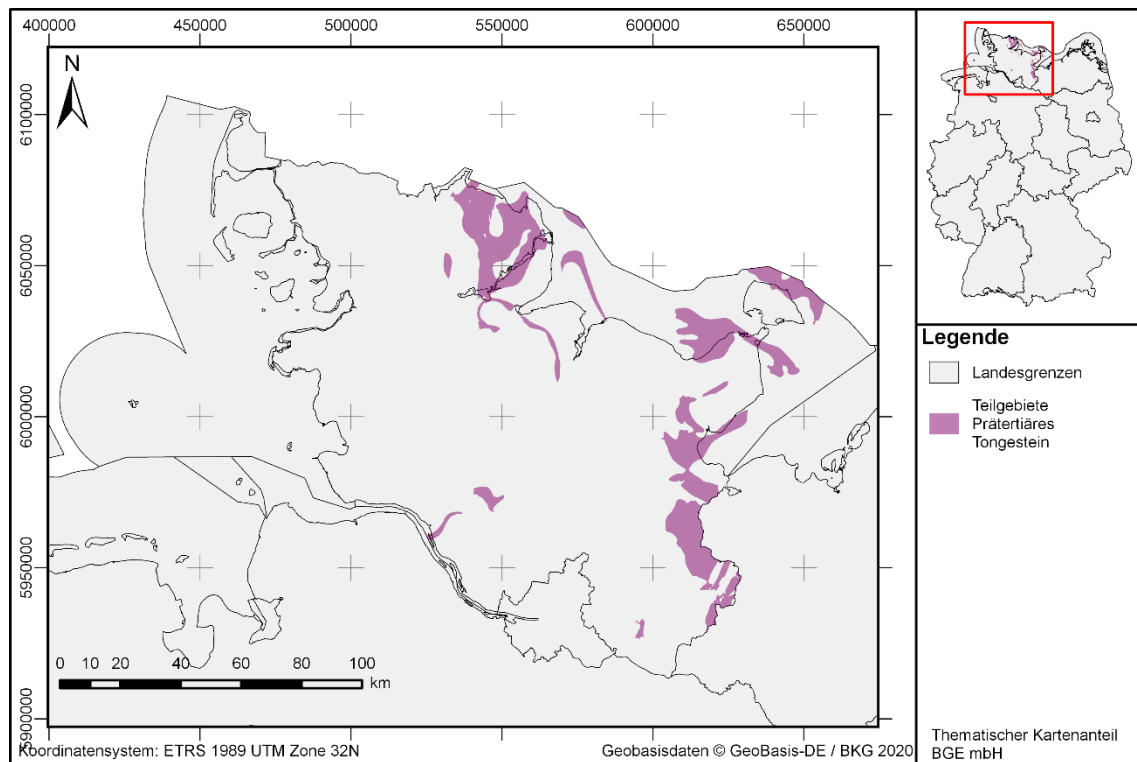 400000
450000
500000
550000
600000
650000
N
6100000
6050000
6000000
5950000
5900000
0
10
20
40
60
80
100
km
Koordinatensystem: ETRS 1989 UTM Zone 32N
Geobasisdaten © GeoBasis-DE / BKG 2020
Legende
Landesgrenzen
Teilgebiete
Prätertiäres
Tongestein
Thematischer Kartenanteil
BGE mbH